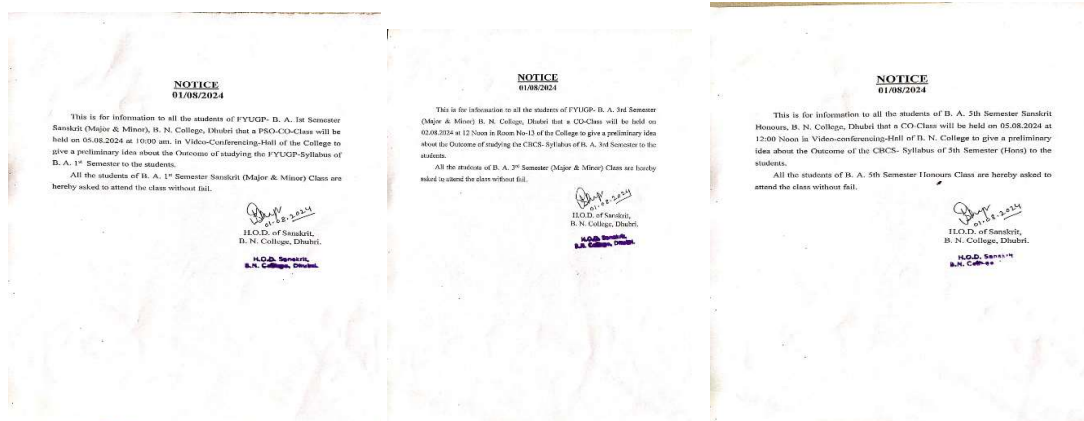 NOTICE
01/08/2024
This is for information to all the students of FYUGP- B. A. 1st Semester
Sanskrit (Major & Minor), B. N. College, Dhubri that a PSO-CO-Class will be
held on 05.08.2024 at 10:00 am. in Video-Conferencing-Hall of the College to
give a preliminary idea about the Outcome of studying the FYUGP-Syllabus of
B. A. 1st Semester to the students.
All the students of B. A. 1st Semester Sanskrit (Major & Minor) Class are
hereby asked to attend the class without fail.
01-08-2024
H.O.D. of Sanskrit,
B. N. College, Dhubri.
H.O.D. Sanskrit,
B.N. College, Dhubri.
NOTICE
01/08/2024
This is for information to all the students of FYUGP- B. A. 3rd Semester
(Major & Minor) B. N. College, Dhubri that a CO-Class will be held on
02.08.2024 at 12 Noon in Room No-13 of the College to give a preliminary idea
about the Outcome of studying the CBCS- Syllabus of B. A. 3rd Semester to the
students.
All the students of B. A. 3rd Semester (Major & Minor) Class are hereby
asked to attend the class without fail.
01-08-2024
H.O.D. of Sanskrit,
B. N. College, Dhubri.
H.O.D. Sanskrit,
B.N. College, Dhubri.
NOTICE
01/08/2024
This is for information to all the students of B. A. 5th Semester Sanskrit
Honours, B. N. College, Dhubri that a CO-Class will be held on 05.08.2024 at
12:00 Noon in Video-conferencing-Hall of B. N. College to give a preliminary
idea about the Outcome of the CBCS- Syllabus of 5th Semester (Hons) to the
students.
All the students of B. A. 5th Semester Honours Class are hereby asked to
attend the class without fail.
01-08-2024
H.O.D. of Sanskrit,
B. N. College, Dhubri.
H.O.D. Sanskrit
B.N. College